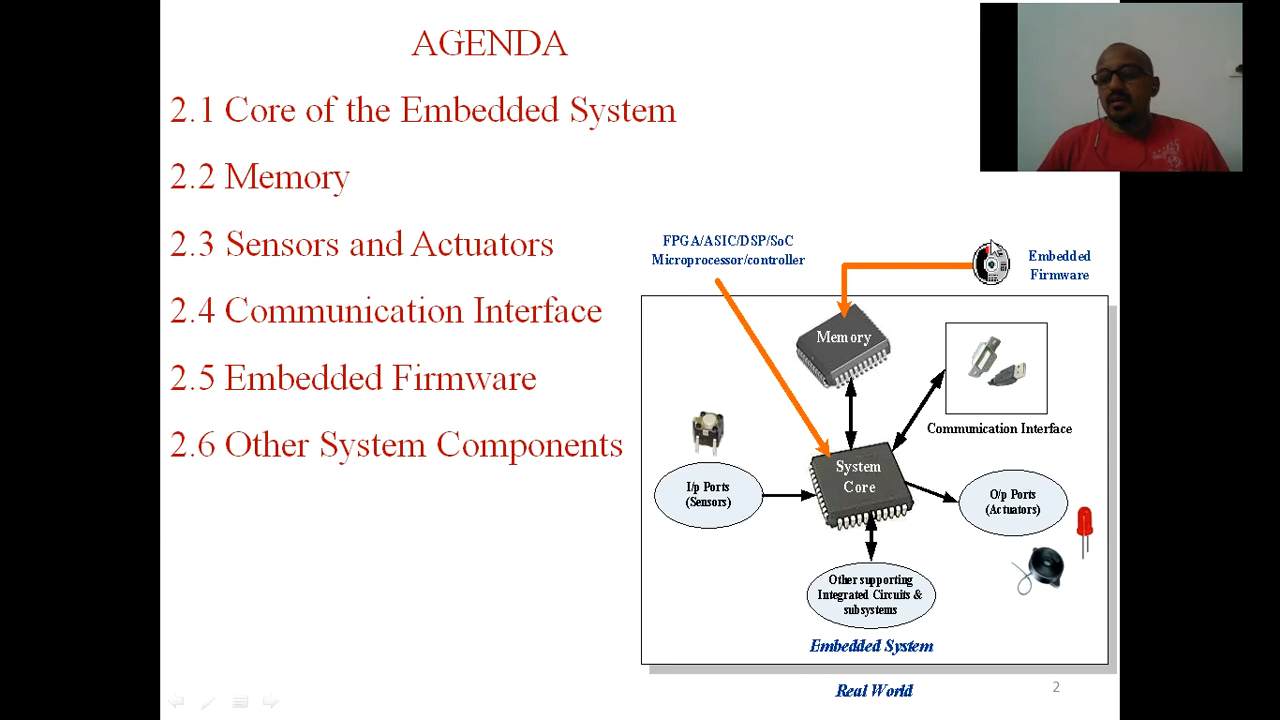 AGENDA
2.1 Core of the Embedded System
2.2 Memory
2.3 Sensors and Actuators
2.4 Communication Interface
2.5 Embedded Firmware
2.6 Other System Components
FPGA/ASIC/DSP/SoC
Microprocessor/controller
Embedded
Firmware
Memory
Communication Interface
System
Core
I/p Ports
(Sensors)
O/p Ports
(Actuators)
Other supporting
Integrated Circuits &
subsystems
Embedded System
Real World
2